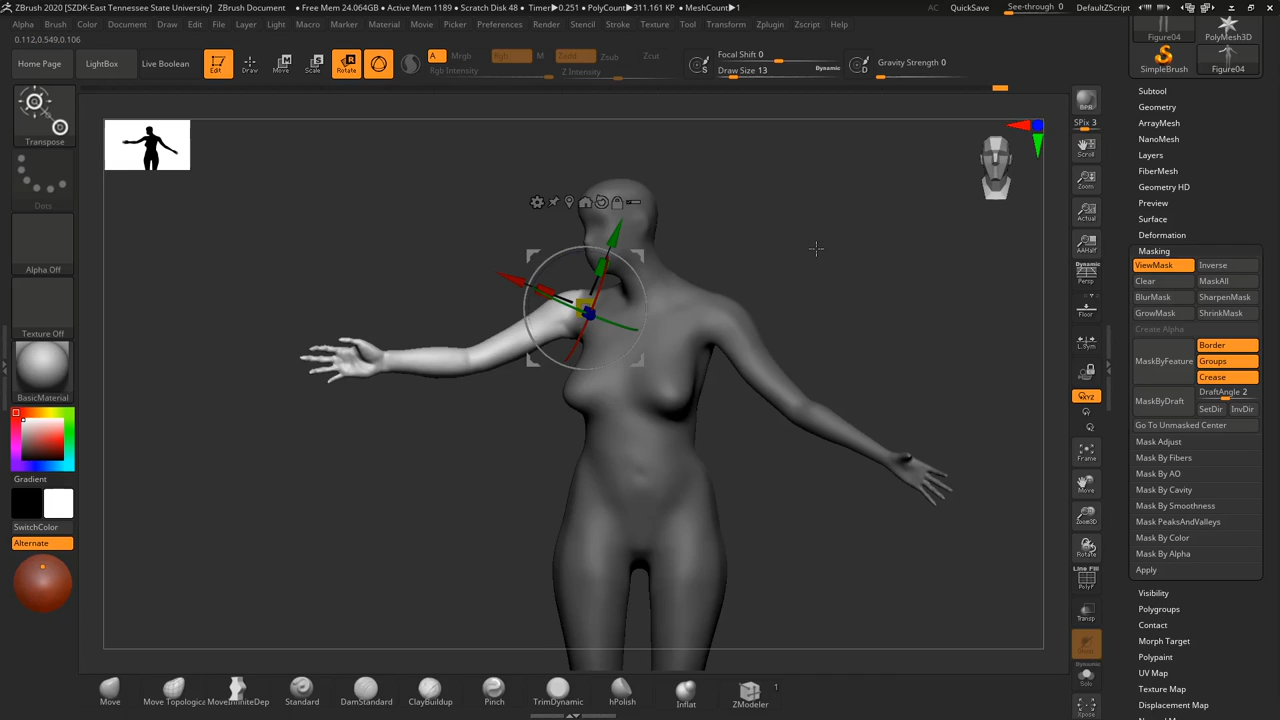 ZBrush 2020 [SZDK-East Tennessee State University] ZBrush Document • Free Mem 24.064GB • Active Mem 1189 • Scratch Disk 48 • Timer▶0.251 • PolyCount▶311.161 KP • MeshCount▶1 AC QuickSave See-through 0 Menus DefaultZScript
Alpha Brush Color Document Draw Edit File Layer Light Macro Marker Material Movie Picker Preferences Render Stencil Stroke Texture Tool Transform Zplugin Zscript Help
0.112,0.549,0.106
Home Page LightBox Live Boolean Edit Draw Move Scale Rotate
A Mrgb Rgb M Zadd Zsub Zcut
Rgb Intensity Z Intensity
Focal Shift 0
Draw Size 13 Dynamic
Gravity Strength 0
S
D
Transpose
Dots
Alpha Off
Texture Off
BasicMaterial
Gradient
SwitchColor
Alternate
BPR
SPix 3
Scroll
Zoom
Actual
AAHalf
Dynamic
Persp
Floor
L.Sym
XYZ
Frame
Move
Zoom3D
Rotate
Line Fill
PolyF
Transp
Dynamic
Solo
Xpose
Figure04 PolyMesh3D
SimpleBrush Figure04
Subtool
Geometry
ArrayMesh
NanoMesh
Layers
FiberMesh
Geometry HD
Preview
Surface
Deformation
Masking
ViewMask Inverse
Clear MaskAll
BlurMask SharpenMask
GrowMask ShrinkMask
Create Alpha
MaskByFeature Border
Groups
Crease
MaskByDraft DraftAngle 2
SetDir InvDir
Go To Unmasked Center
Mask Adjust
Mask By Fibers
Mask By AO
Mask By Cavity
Mask By Smoothness
Mask PeaksAndValleys
Mask By Color
Mask By Alpha
Apply
Visibility
Polygroups
Contact
Morph Target
Polypaint
UV Map
Texture Map
Displacement Map
Move Move Topologic MoveInfiniteDep Standard DamStandard ClayBuildup Pinch TrimDynamic hPolish Inflat ZModeler 1